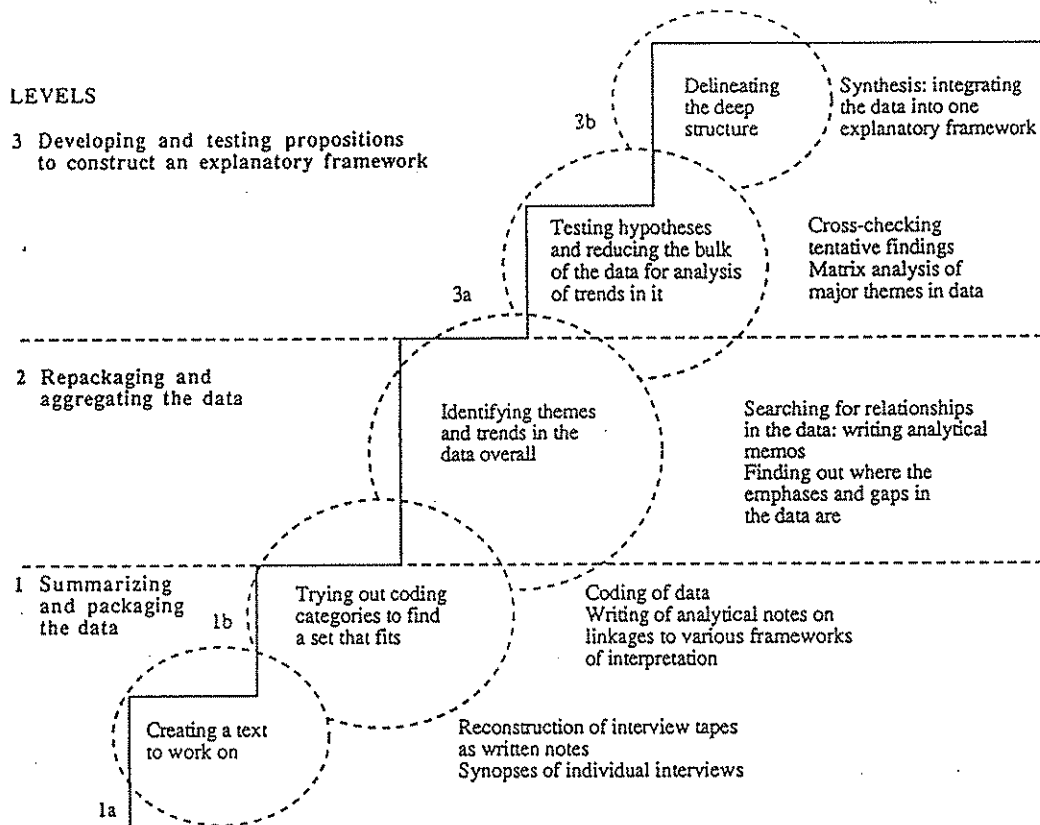 LEVELS
3 Developing and testing propositions
to construct an explanatory framework
3b
Delineating
the deep
structure
Synthesis: integrating
the data into one
explanatory framework
3a
Testing hypotheses
and reducing the bulk
of the data for analysis
of trends in it
Cross-checking
tentative findings
Matrix analysis of
major themes in data
2 Repackaging and
aggregating the data
Identifying themes
and trends in the
data overall
Searching for relationships
in the data: writing analytical
memos
Finding out where the
emphases and gaps in
the data are
1 Summarizing
and packaging
the data
1b
Trying out coding
categories to find
a set that fits
Coding of data
Writing of analytical notes on
linkages to various frameworks
of interpretation
1a
Creating a text
to work on
Reconstruction of interview tapes
as written notes
Synopses of individual interviews